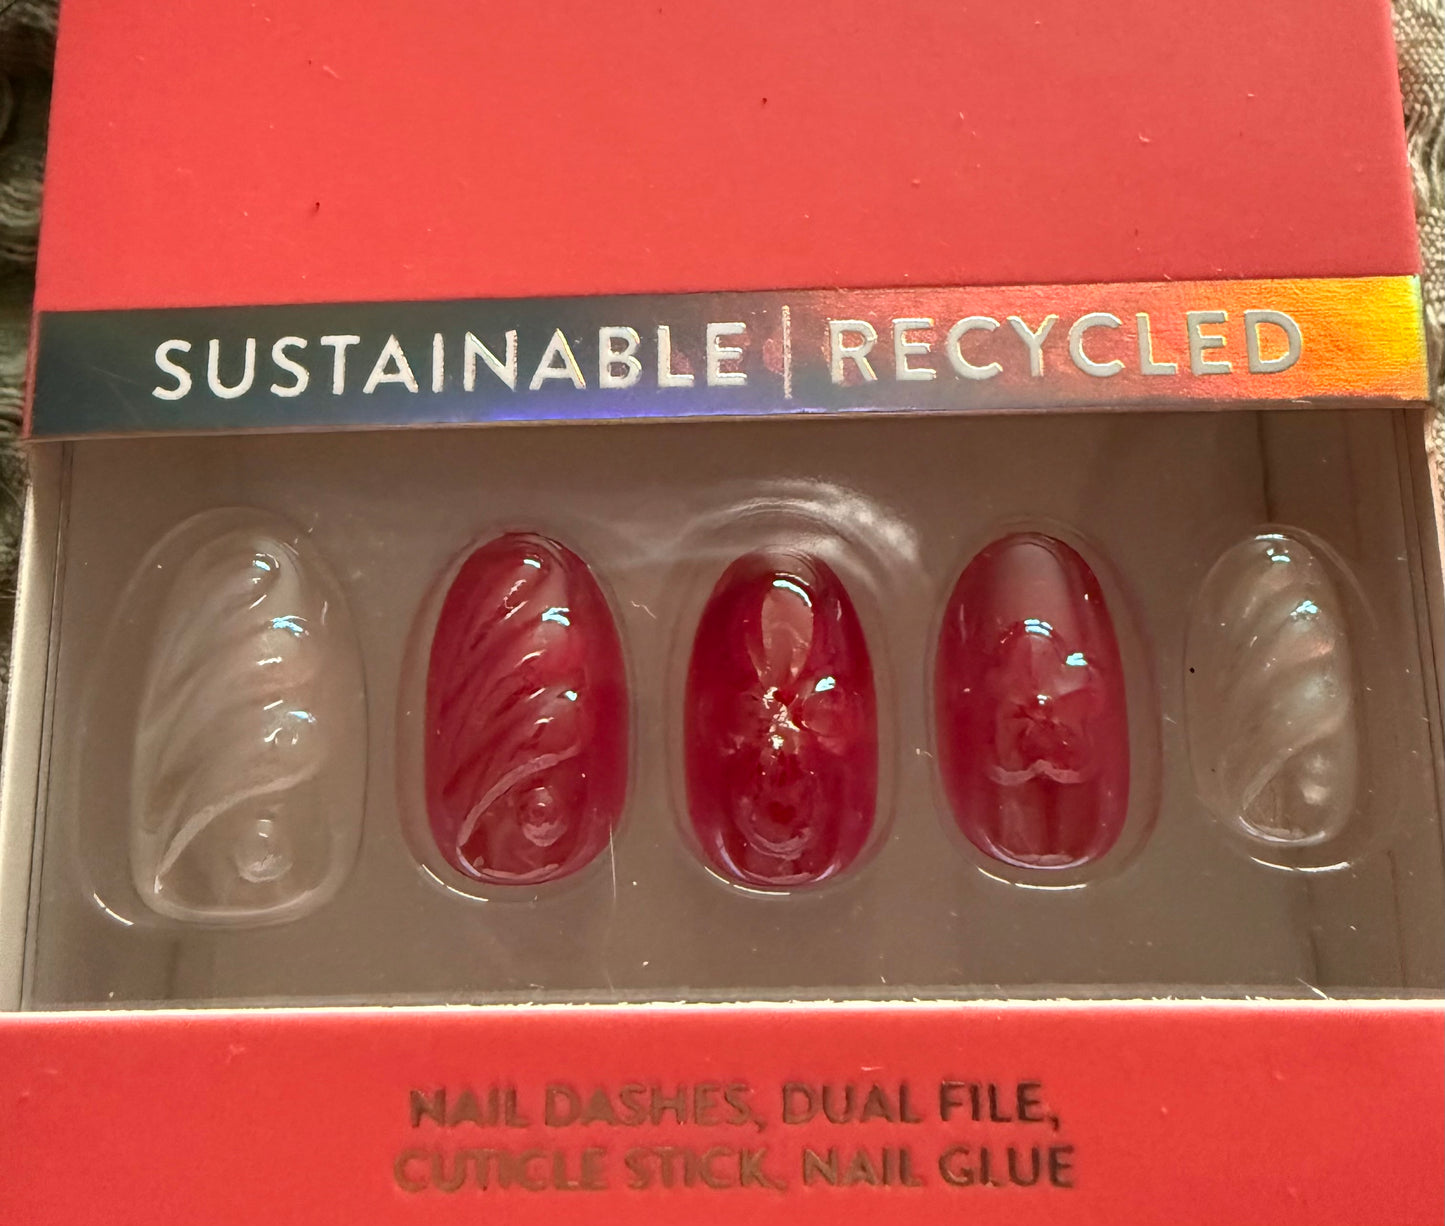 SUSTAINABLE | RECYCLED
NAIL DASHES, DUAL FILE,
CUTICLE STICK, NAIL GLUE